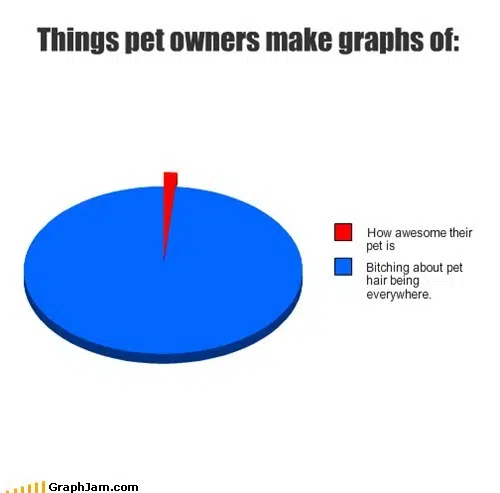 Things pet owners make graphs of:
How awesome their
pet is
Bitching about pet
hair being
everywhere.
GraphJam.com